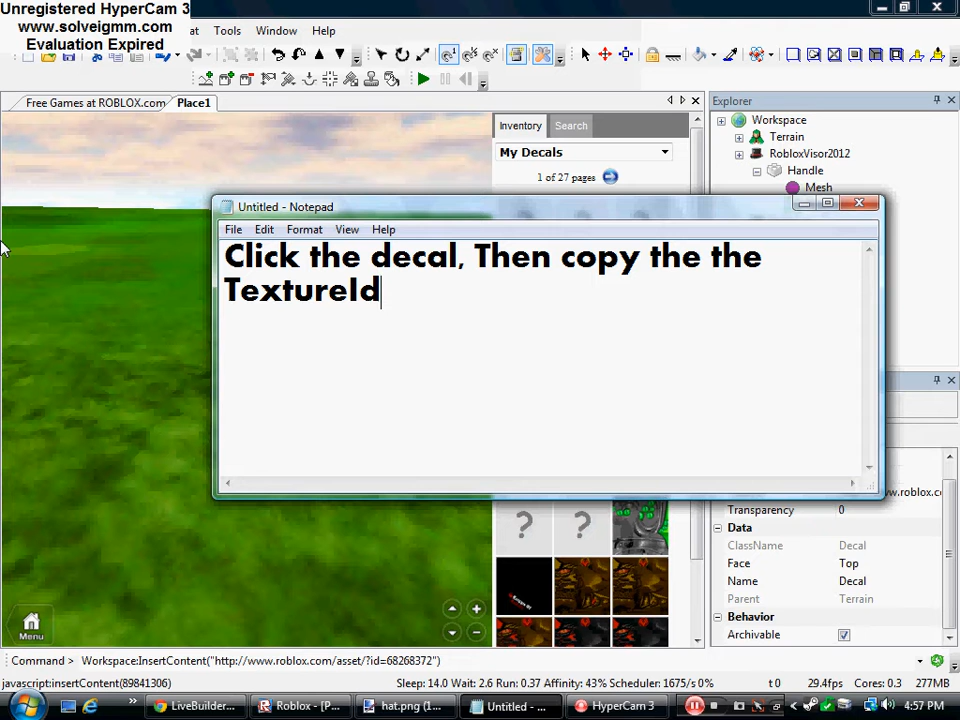 Unregistered HyperCam 3
www.solveigmm.com
Evaluation Expired
Tools Window Help
Free Games at ROBLOX.com Place1
Inventory Search
My Decals
1 of 27 pages
Explorer
Workspace
Terrain
RobloxVisor2012
Handle
Mesh
Untitled - Notepad
File Edit Format View Help
Click the decal, Then copy the the
TextureId
Transparency 0
Data
ClassName Decal
Face Top
Name Decal
Parent Terrain
Behavior
Archivable
Menu
Command > Workspace:InsertContent("http://www.roblox.com/asset/?id=68268372")
javascript:insertContent(89841306) Sleep: 14.0 Wait: 2.6 Run: 0.37 Affinity: 43% Scheduler: 1675/s 0% t 0 29.4fps Cores: 0.3 277MB
LiveBuilder... Roblox - [P... hat.png (1... Untitled - ... HyperCam 3 4:57 PM